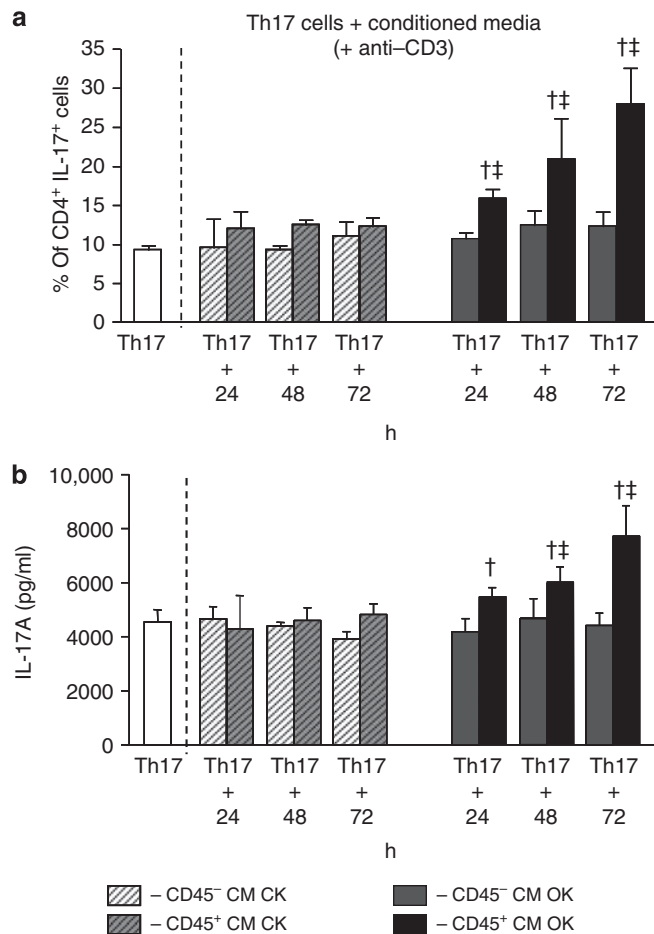 a
Th17 cells + conditioned media
(+ anti–CD3)
% Of CD4+ IL-17+ cells
35
30
25
20
15
10
5
0
†‡
†‡
†‡
Th17
Th17
+
24
Th17
+
48
Th17
+
72
Th17
+
24
Th17
+
48
Th17
+
72
h
b
IL-17A (pg/ml)
10,000
8000
6000
4000
2000
0
†
†‡
†‡
Th17
Th17
+
24
Th17
+
48
Th17
+
72
Th17
+
24
Th17
+
48
Th17
+
72
h
– CD45– CM CK
– CD45+ CM CK
– CD45– CM OK
– CD45+ CM OK